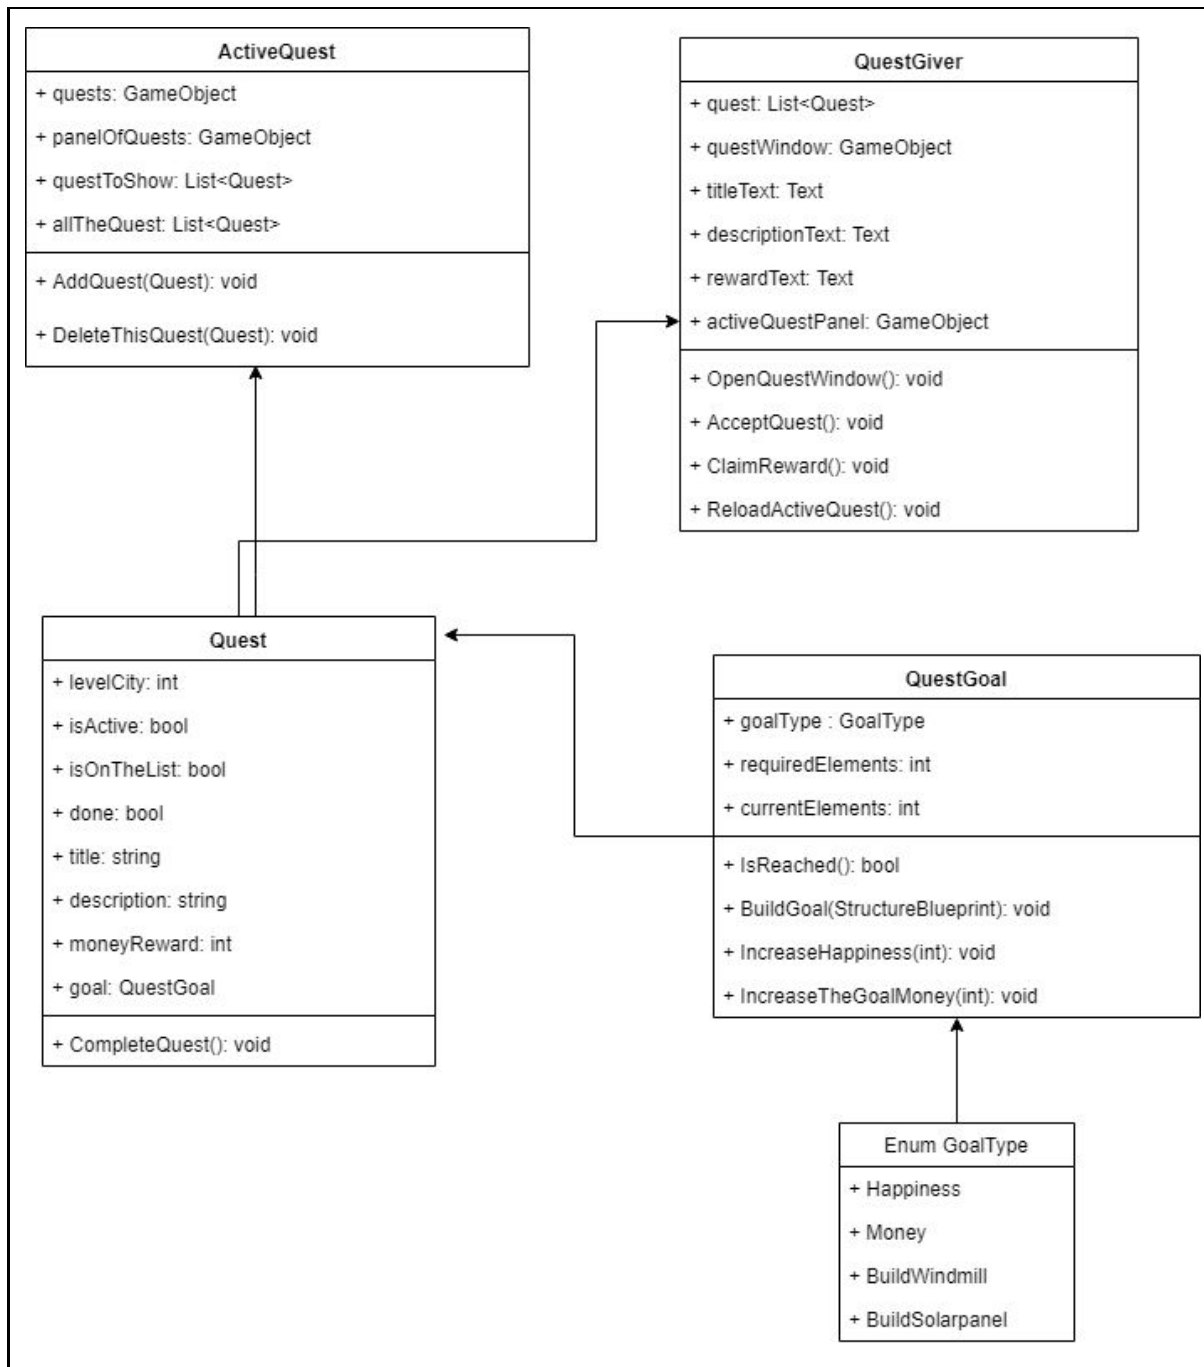 ActiveQuest
+ quests: GameObject
+ panelOfQuests: GameObject
+ questToShow: List<Quest>
+ allTheQuest: List<Quest>
+ AddQuest(Quest): void
+ DeleteThisQuest(Quest): void
QuestGiver
+ quest: List<Quest>
+ questWindow: GameObject
+ titleText: Text
+ descriptionText: Text
+ rewardText: Text
+ activeQuestPanel: GameObject
+ OpenQuestWindow(): void
+ AcceptQuest(): void
+ ClaimReward(): void
+ ReloadActiveQuest(): void
Quest
+ levelCity: int
+ isActive: bool
+ isOnTheList: bool
+ done: bool
+ title: string
+ description: string
+ moneyReward: int
+ goal: QuestGoal
+ CompleteQuest(): void
QuestGoal
+ goalType : GoalType
+ requiredElements: int
+ currentElements: int
+ IsReached(): bool
+ BuildGoal(StructureBlueprint): void
+ IncreaseHappiness(int): void
+ IncreaseTheGoalMoney(int): void
Enum GoalType
+ Happiness
+ Money
+ BuildWindmill
+ BuildSolarpanel